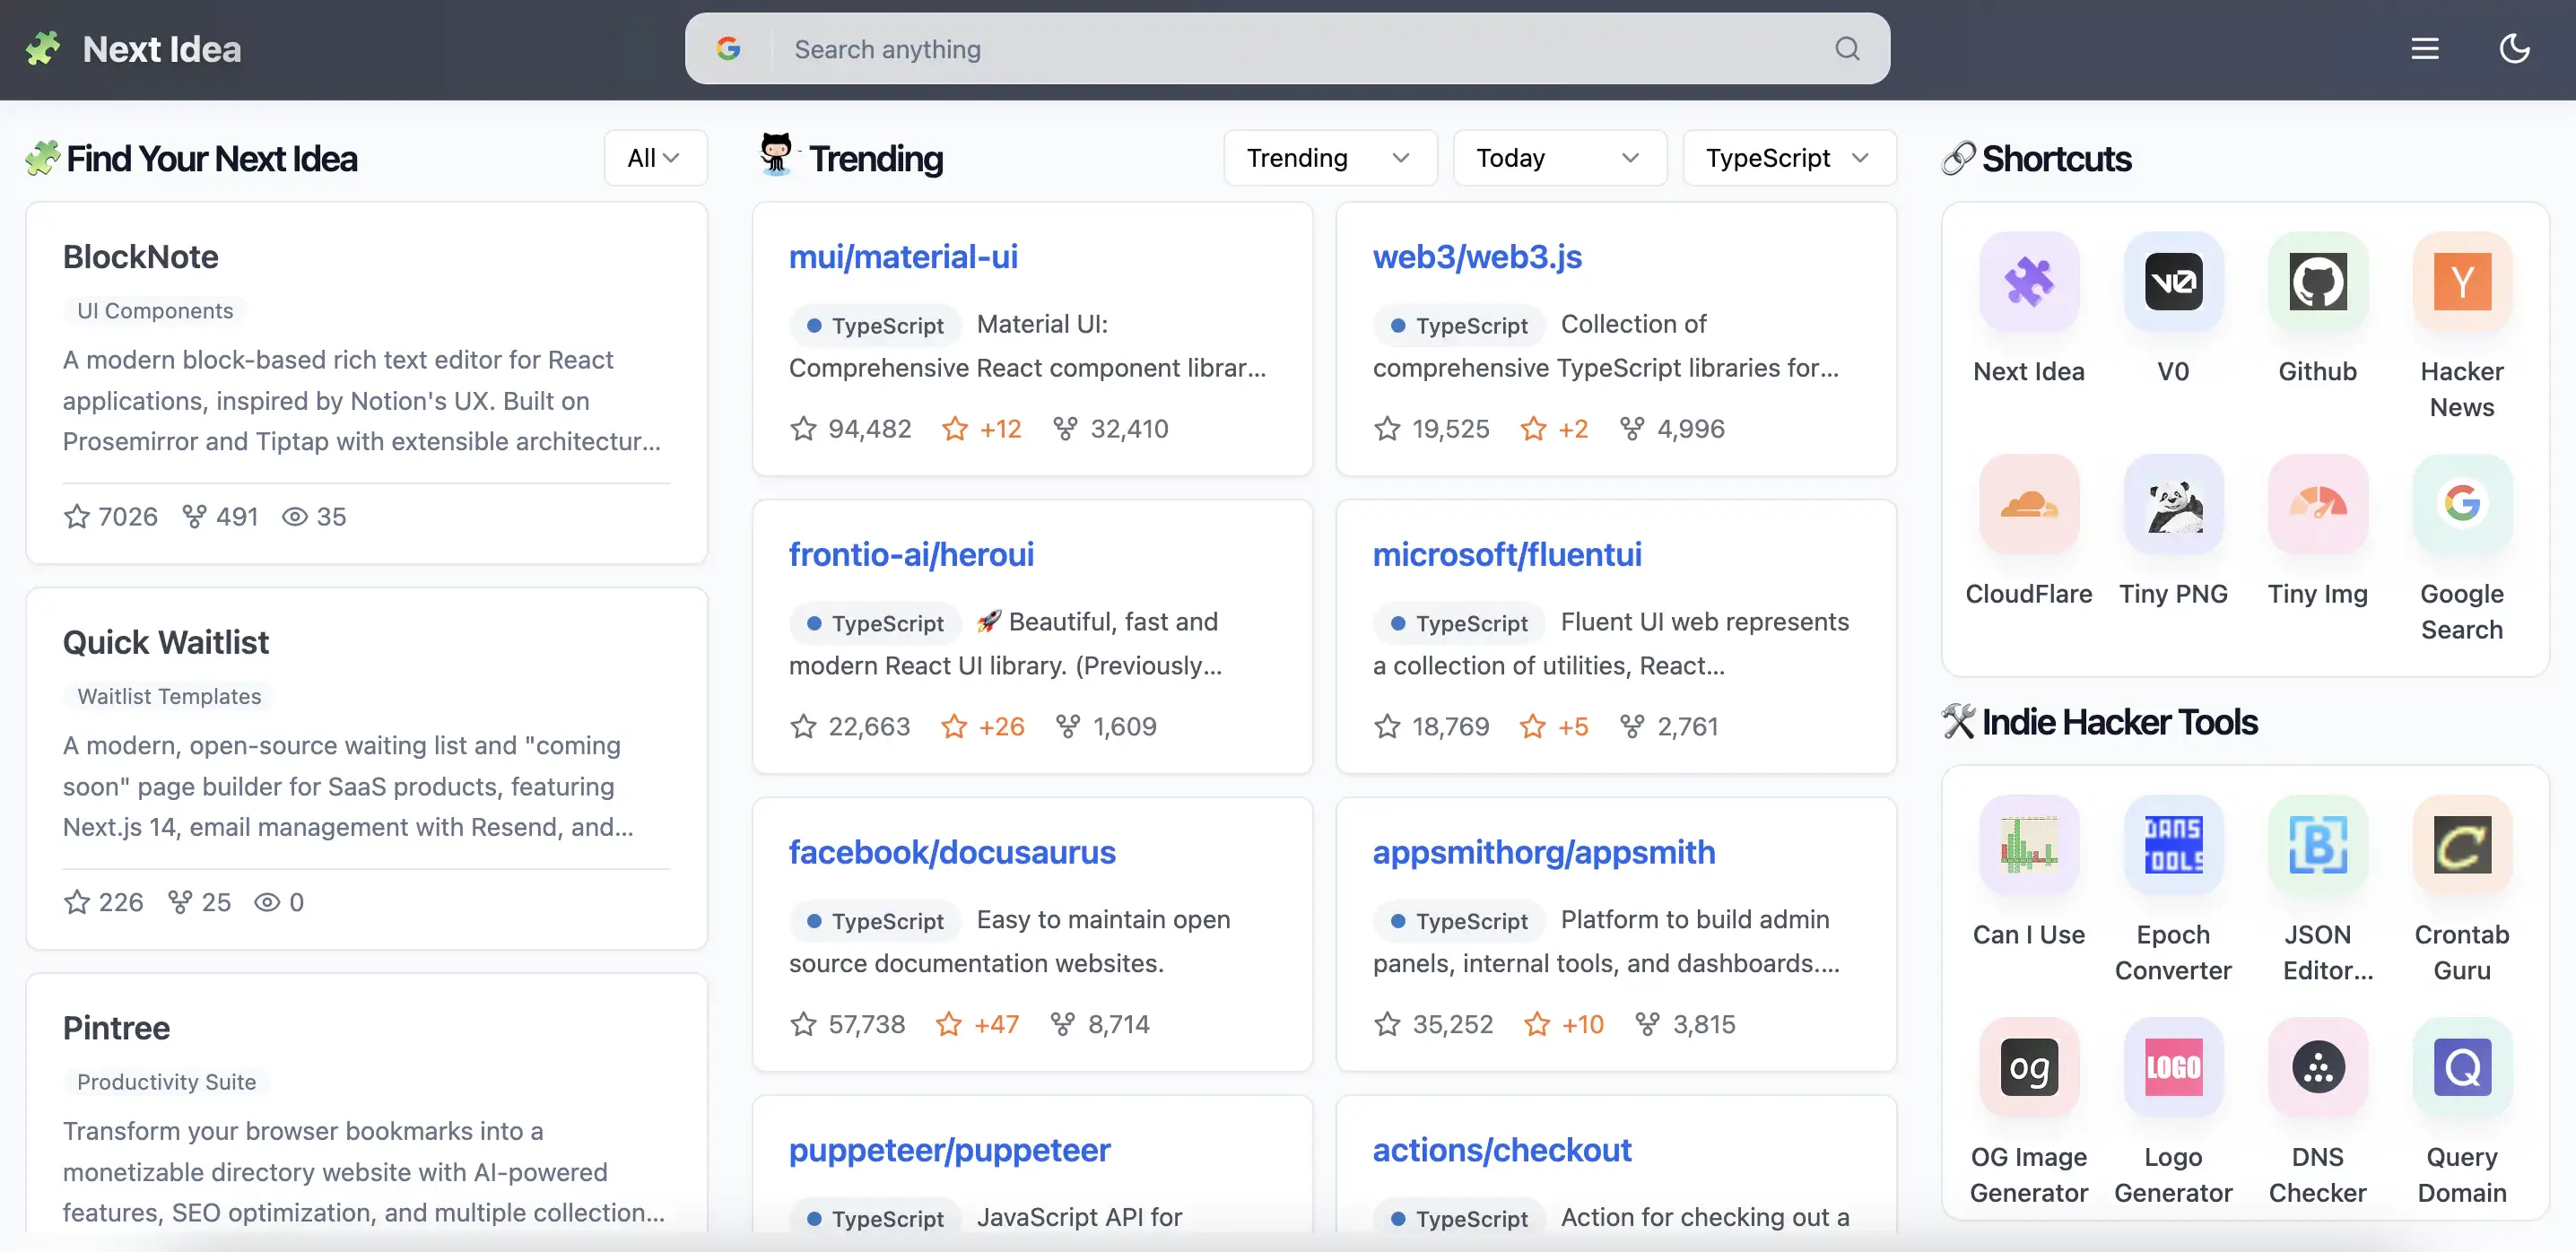 Next Idea
Search anything
Find Your Next Idea
All
BlockNote
UI Components
A modern block-based rich text editor for React
applications, inspired by Notion's UX. Built on
Prosemirror and Tiptap with extensible architectur...
7026 491 35
Quick Waitlist
Waitlist Templates
A modern, open-source waiting list and "coming
soon" page builder for SaaS products, featuring
Next.js 14, email management with Resend, and...
226 25 0
Pintree
Productivity Suite
Transform your browser bookmarks into a
monetizable directory website with AI-powered
features, SEO optimization, and multiple collection...
Trending
Trending
Today
TypeScript
mui/material-ui
TypeScript Material UI:
Comprehensive React component librar...
94,482 +12 32,410
web3/web3.js
TypeScript Collection of
comprehensive TypeScript libraries for...
19,525 +2 4,996
frontio-ai/heroui
TypeScript 🚀 Beautiful, fast and
modern React UI library. (Previously...
22,663 +26 1,609
microsoft/fluentui
TypeScript Fluent UI web represents
a collection of utilities, React...
18,769 +5 2,761
facebook/docusaurus
TypeScript Easy to maintain open
source documentation websites.
57,738 +47 8,714
appsmithorg/appsmith
TypeScript Platform to build admin
panels, internal tools, and dashboards....
35,252 +10 3,815
puppeteer/puppeteer
TypeScript JavaScript API for
actions/checkout
TypeScript Action for checking out a
Shortcuts
Next Idea
v0
V0
Github
Y
Hacker
News
CloudFlare
Tiny PNG
Tiny Img
G
Google
Search
Indie Hacker Tools
Can I Use
DANS
TOOLS
Epoch
Converter
B
JSON
Editor...
C
Crontab
Guru
og
OG Image
Generator
LOGO
Logo
Generator
DNS
Checker
Q
Query
Domain